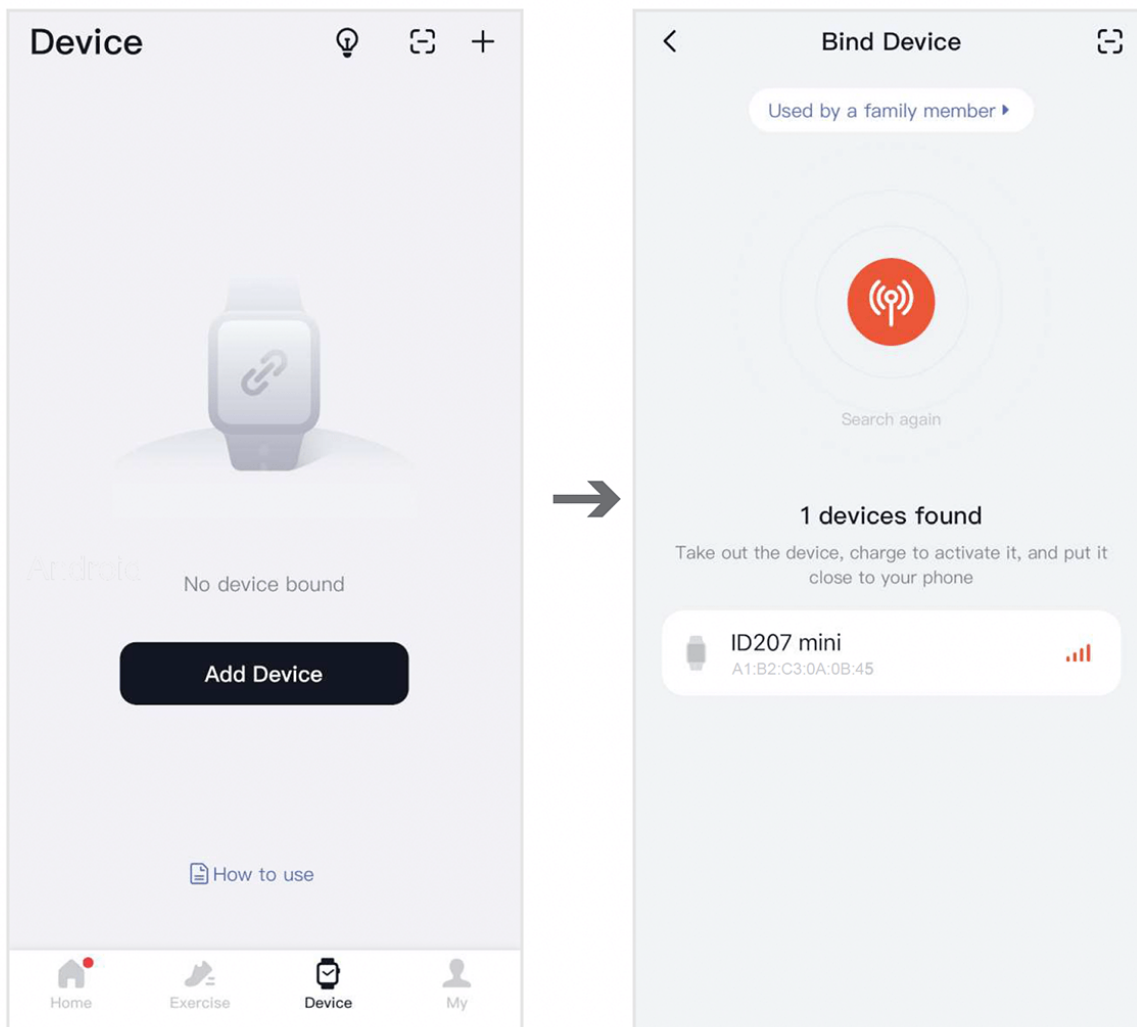 Device
No device bound
Add Device
How to use
Home
Exercise
Device
My
Bind Device
Used by a family member
Search again
1 devices found
Take out the device, charge to activate it, and put it
close to your phone
ID207 mini
A1:B2:C3:0A:0B:45